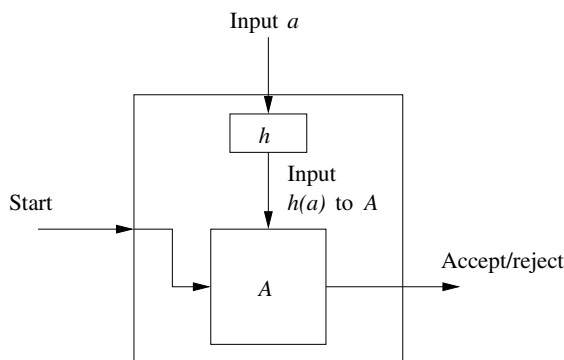 Input a
h
Input
h(a) to A
Start
Accept/reject
A